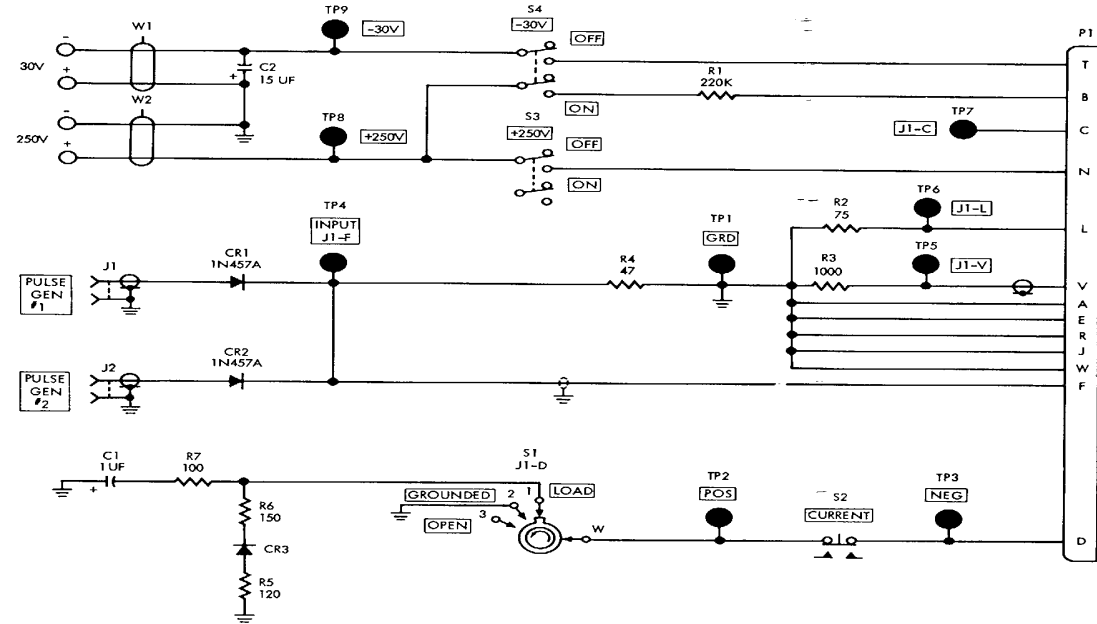 TP9
-30V
S4
-30V
OFF
ON
P1
W1
-
30V
+
C2
+ 15 UF
W2
-
250V
+
TP8
+250V
S3
+250V
OFF
ON
R1
220K
TP7
J1-C
T
B
C
N
TP6
J1-L
R2
75
L
TP4
INPUT
J1-F
TP1
GRD
R3
1000
TP5
J1-V
V
A
E
R
J
W
F
PULSE
GEN
#1
J1
CR1
1N457A
R4
47
PULSE
GEN
#2
J2
CR2
1N457A
C1
1UF
+
R7
100
R6
150
CR3
R5
120
S1
J1-D
GROUNDED
2
1
LOAD
OPEN
3
W
TP2
POS
S2
CURRENT
TP3
NEG
D